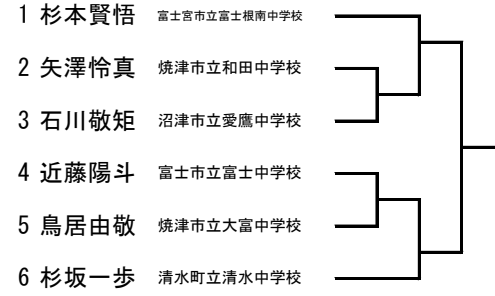 1 杉本賢悟 富士宮市立富士根南中学校
2 矢澤怜真 焼津市立和田中学校
3 石川敬矩 沼津市立愛鷹中学校
4 近藤陽斗 富士市立富士中学校
5 鳥居由敬 焼津市立大富中学校
6 杉坂一歩 清水町立清水中学校